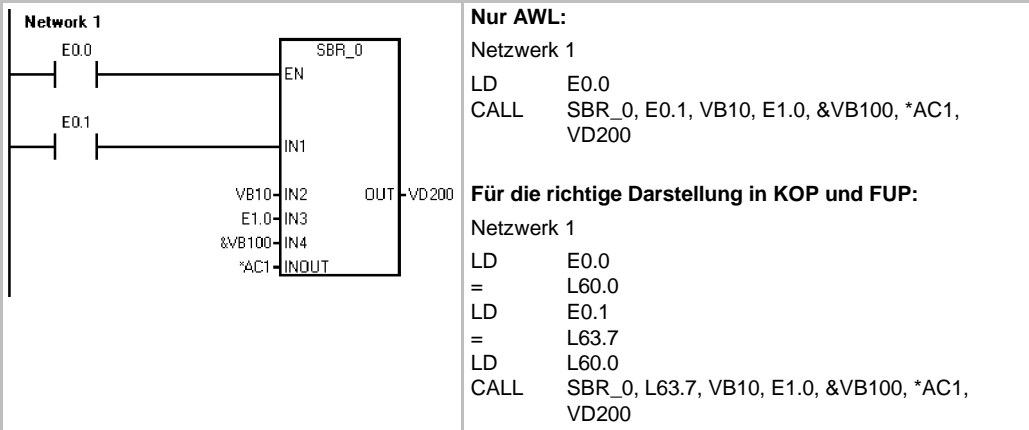 Network 1
E0.0
SBR_0
EN
E0.1
IN1
VB10 IN2 OUT VD200
E1.0 IN3
&VB100 IN4
*AC1 INOUT
Nur AWL:
Netzwerk 1
LD E0.0
CALL SBR_0, E0.1, VB10, E1.0, &VB100, *AC1,
VD200
Für die richtige Darstellung in KOP und FUP:
Netzwerk 1
LD E0.0
= L60.0
LD E0.1
= L63.7
LD L60.0
CALL SBR_0, L63.7, VB10, E1.0, &VB100, *AC1,
VD200